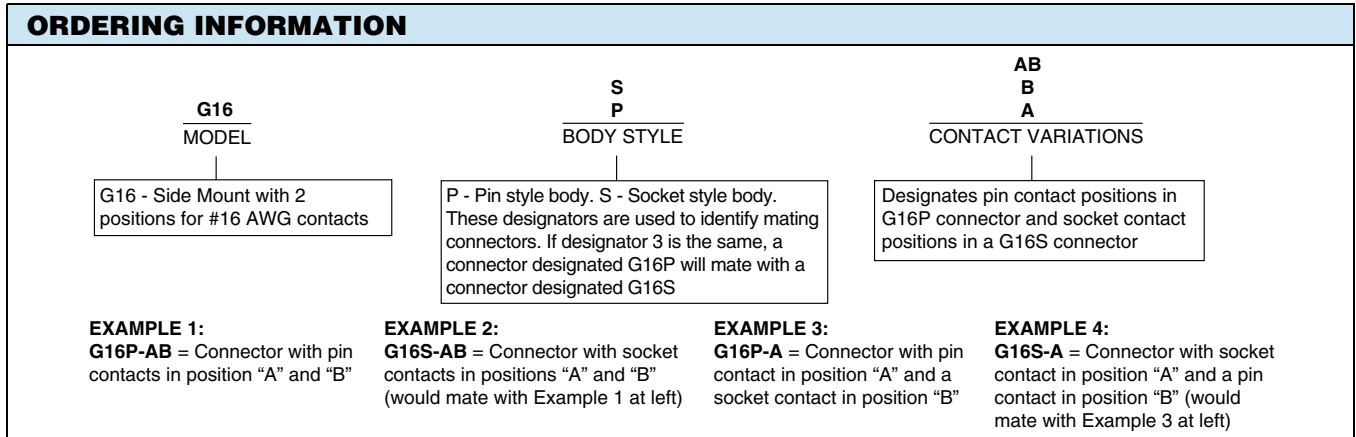 ORDERING INFORMATION
G16
MODEL
G16 - Side Mount with 2
positions for #16 AWG contacts
S
P
BODY STYLE
P - Pin style body. S - Socket style body.
These designators are used to identify mating
connectors. If designator 3 is the same, a
connector designated G16P will mate with a
connector designated G16S
AB
B
A
CONTACT VARIATIONS
Designates pin contact positions in
G16P connector and socket contact
positions in a G16S connector
EXAMPLE 1:
G16P-AB = Connector with pin
contacts in position “A” and “B”
EXAMPLE 2:
G16S-AB = Connector with socket
contacts in positions “A” and “B”
(would mate with Example 1 at left)
EXAMPLE 3:
G16P-A = Connector with pin
contact in position “A” and a
socket contact in position “B”
EXAMPLE 4:
G16S-A = Connector with socket
contact in position “A” and a pin
contact in position “B” (would
mate with Example 3 at left)